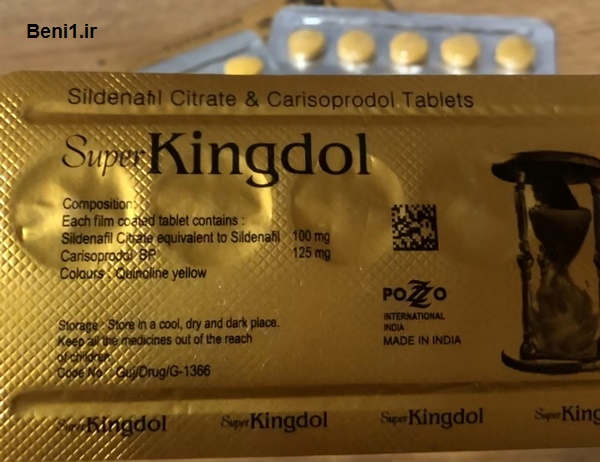 Beni1.ir
Sildenafil Citrate & Carisoprodol Tablets
Super Kingdol
Composition:
Each film coated tablet contains :
Sildenafil Citrate equivalent to Sildenafil 100 mg
Carisoprodol BP 125 mg
Colours : Quinoline yellow
POZZO
INTERNATIONAL
INDIA
MADE IN INDIA
Storage : Store in a cool, dry and dark place.
Keep all the medicines out of the reach
of children.
Code No : Guj/Drug/G-1366
Super Kingdol Super Kingdol Super Kingdol Super King